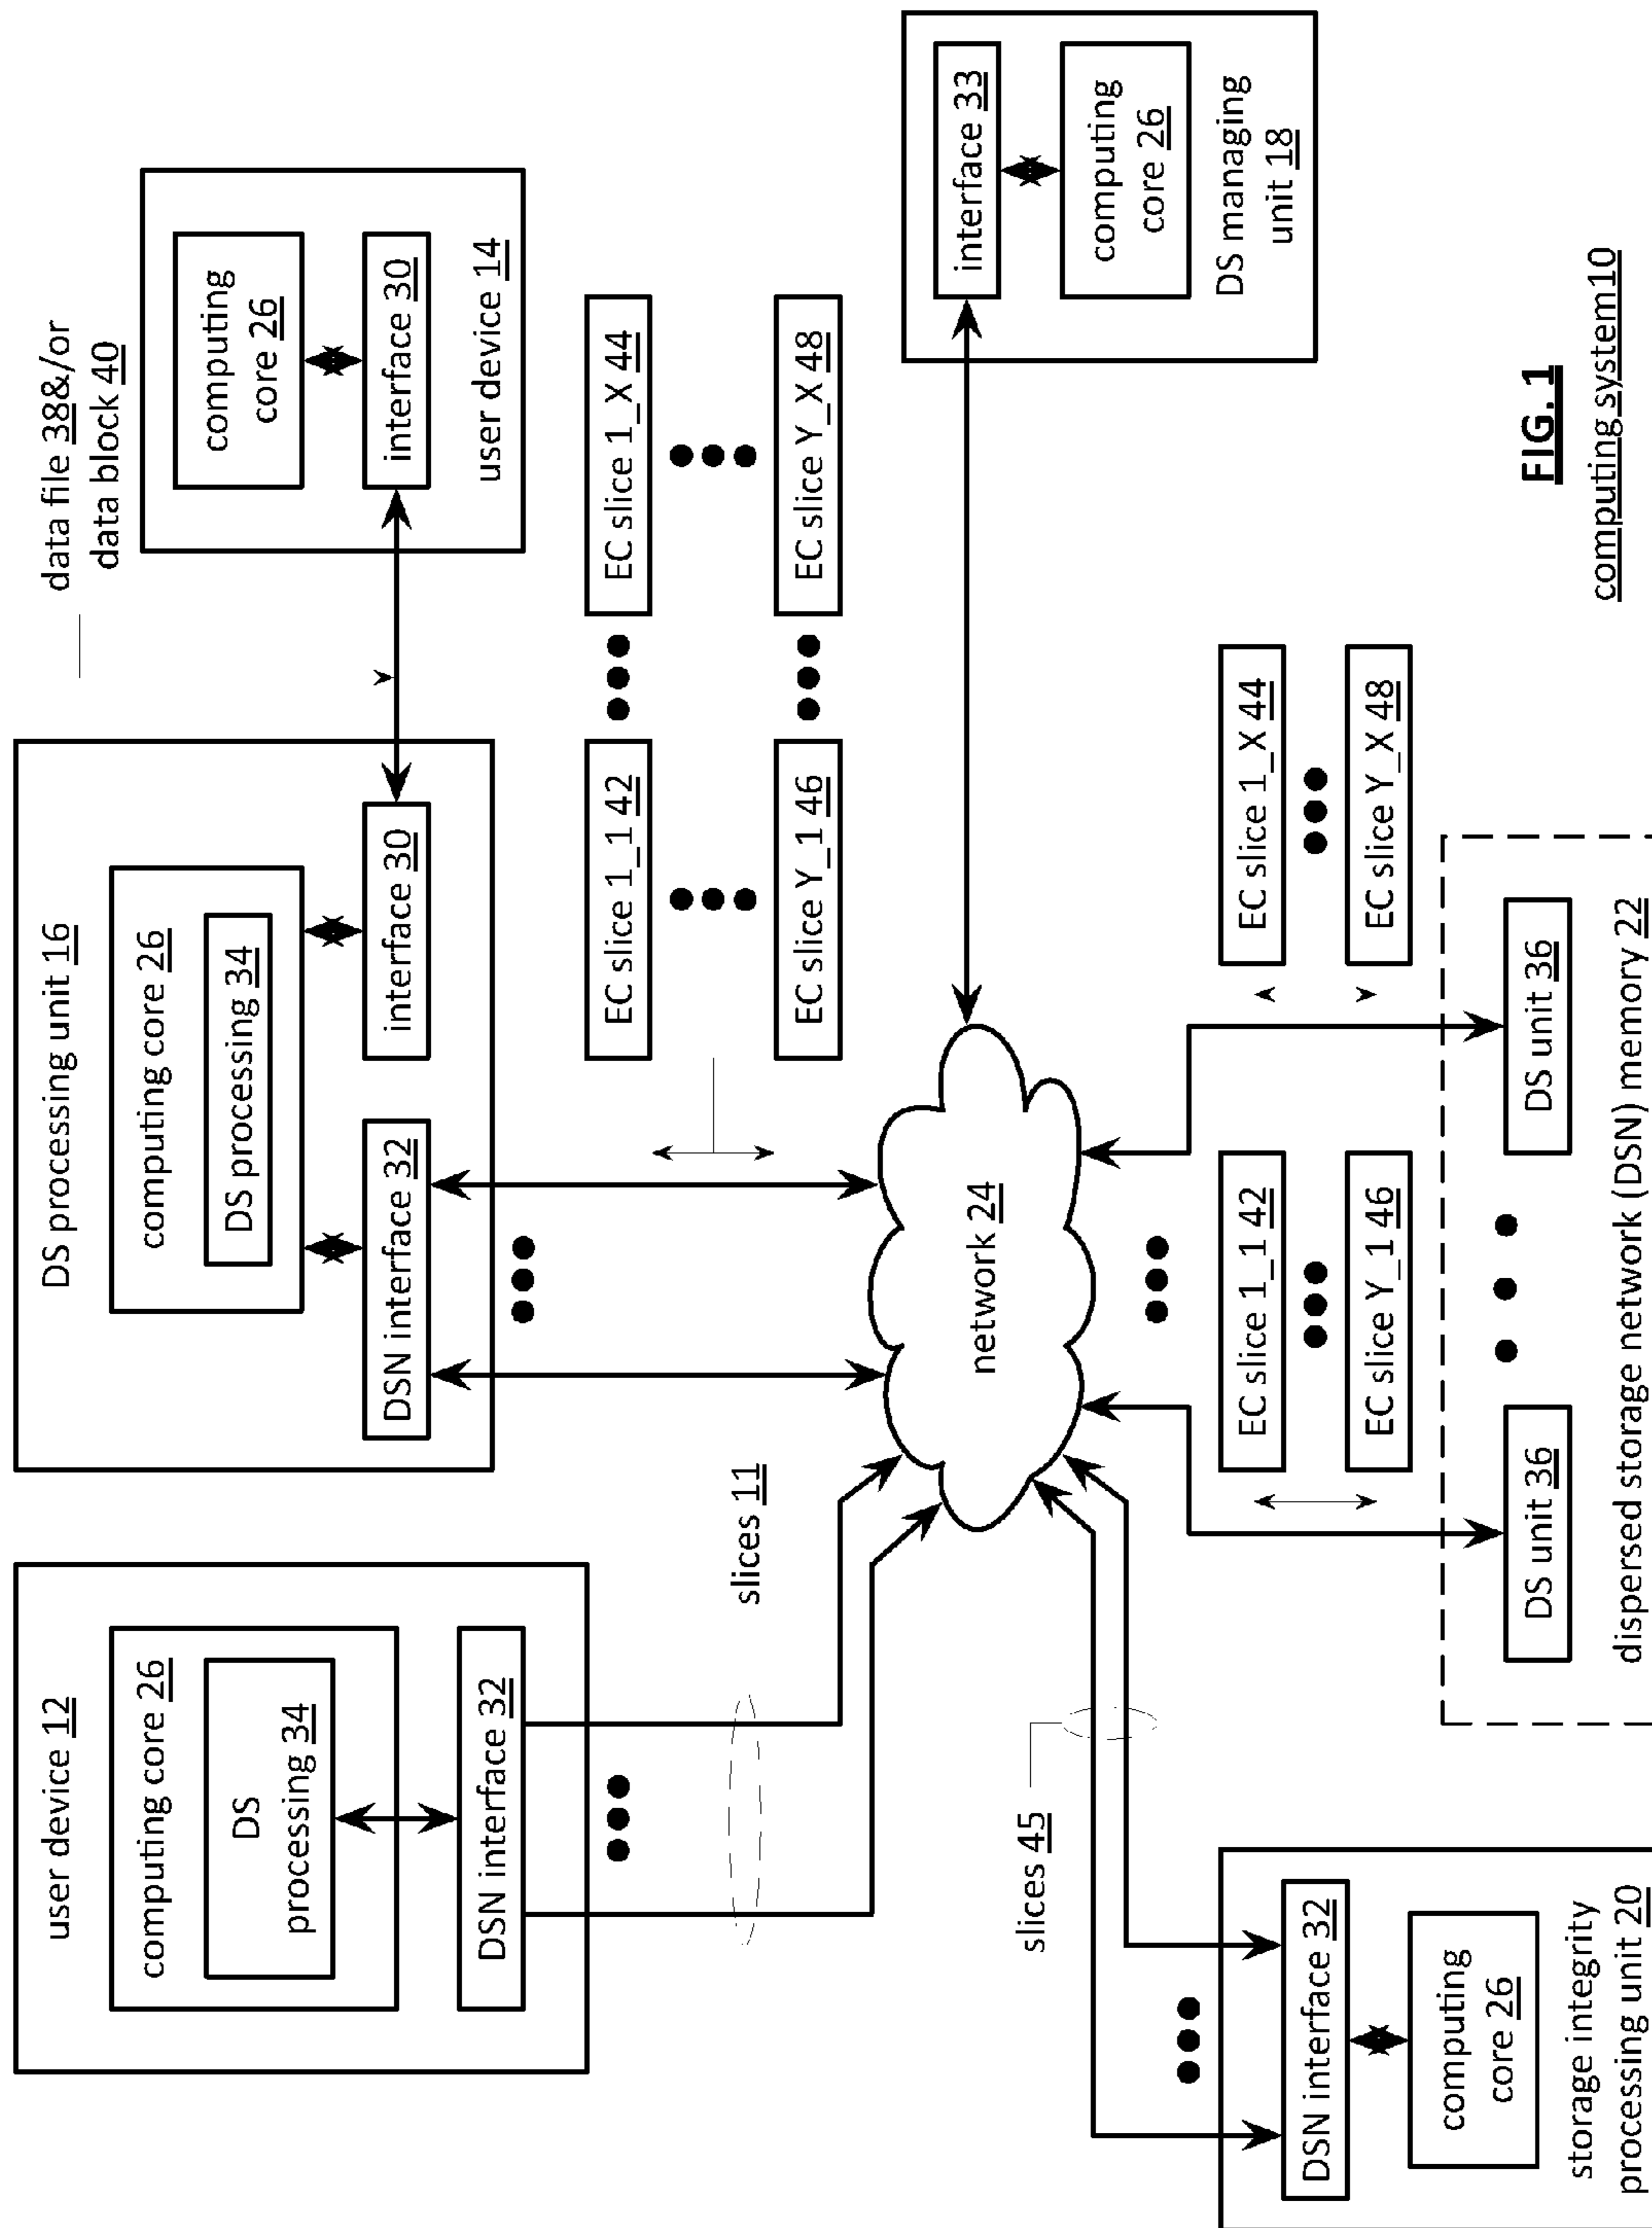 user device 12
computing core 26
DS
processing 34
DSN interface 32
slices 11
DS processing unit 16
computing core 26
DS processing 34
DSN interface 32
interface 30
data file 38&/or
data block 40
computing
core 26
interface 30
user device 14
EC slice 1_1 42
EC slice 1_X 44
EC slice Y_1 46
EC slice Y_X 48
network 24
interface 33
computing
core 26
DS managing
unit 18
slices 45
DSN interface 32
computing
core 26
storage integrity
processing unit 20
EC slice 1_1 42
EC slice 1_X 44
EC slice Y_1 46
EC slice Y_X 48
DS unit 36
DS unit 36
dispersed storage network (DSN) memory 22
FIG. 1
computing system10